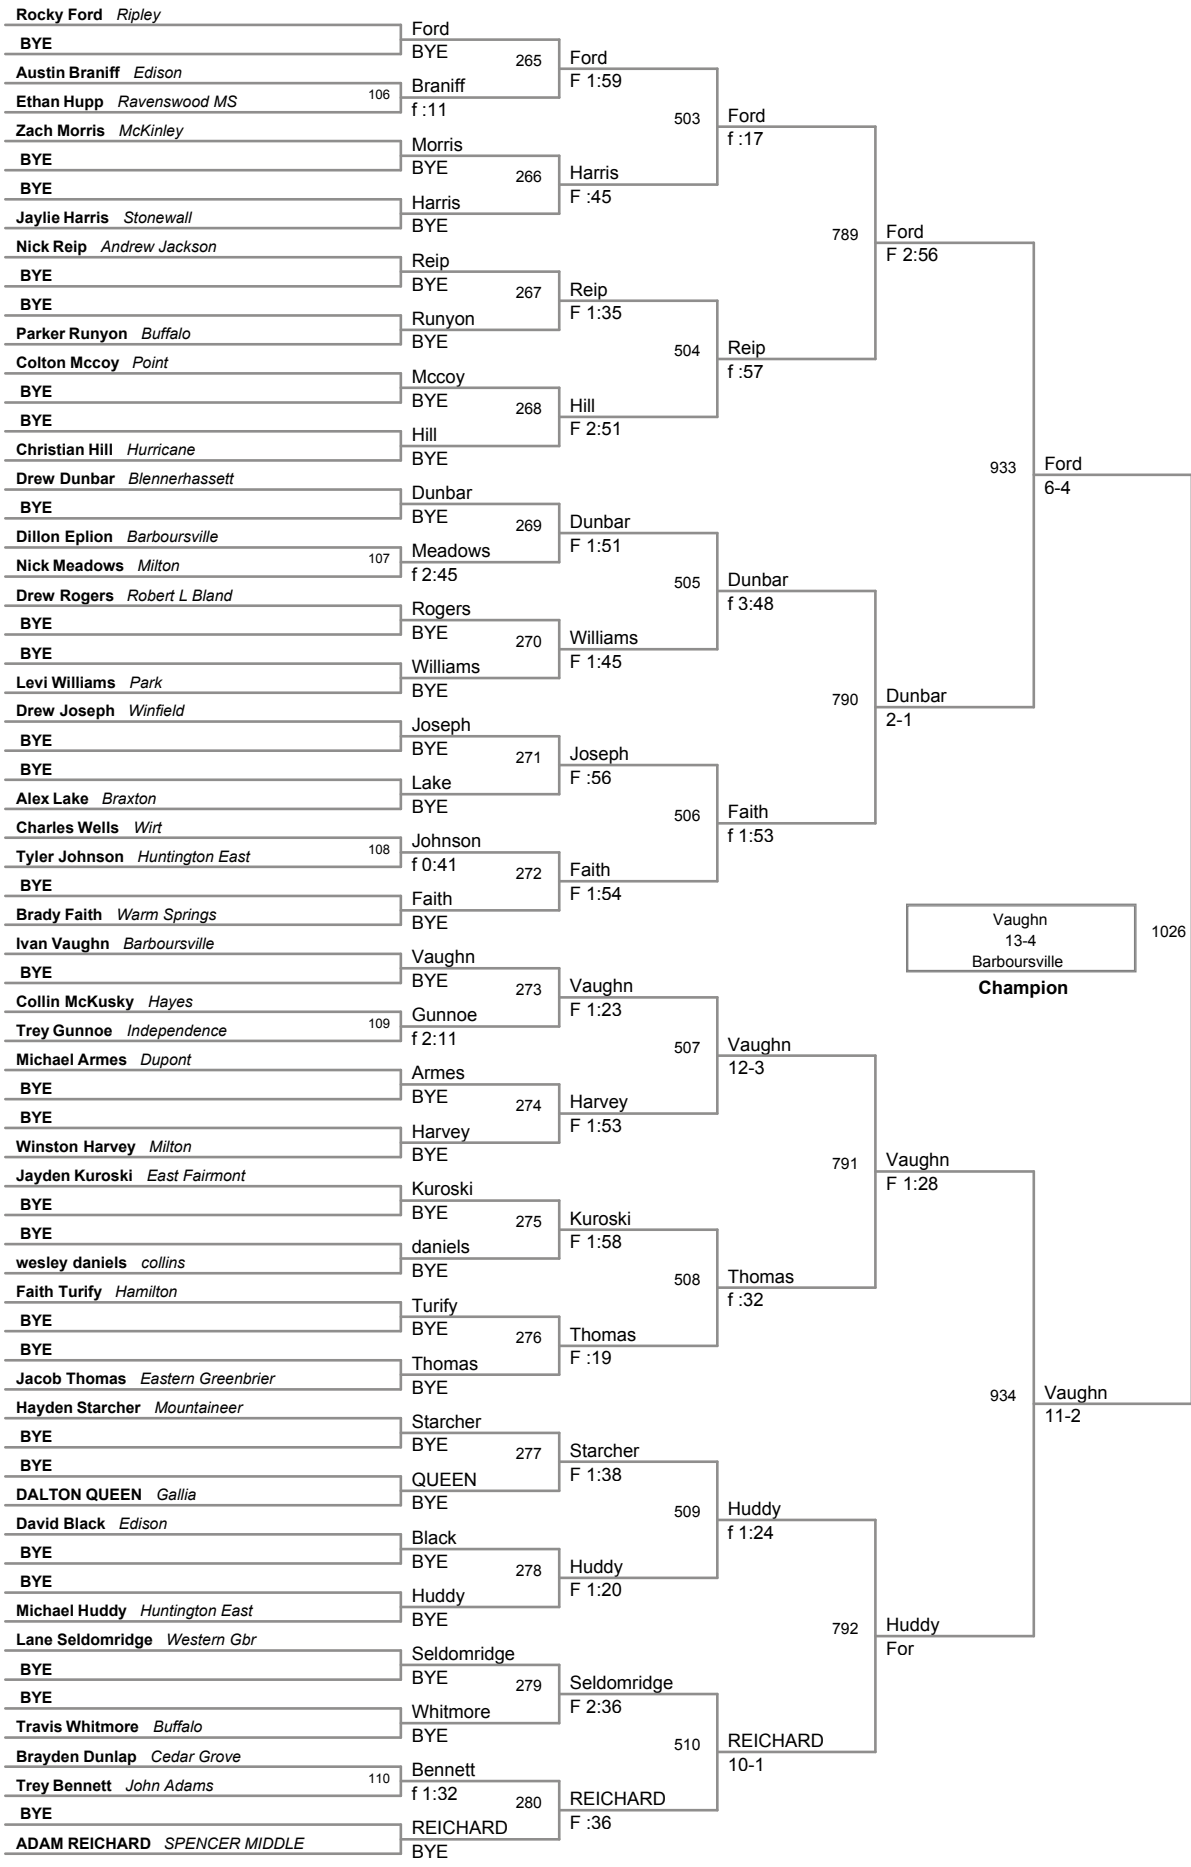 Rocky Ford Ripley
BYE
Austin Braniff Edison
Ethan Hupp Ravenswood MS
Zach Morris McKinley
BYE
BYE
Jaylie Harris Stonewall
Nick Reip Andrew Jackson
BYE
BYE
Parker Runyon Buffalo
Colton Mccoy Point
BYE
BYE
Christian Hill Hurricane
Drew Dunbar Blennerhassett
BYE
Dillon Eplion Barboursville
Nick Meadows Milton
Drew Rogers Robert L Bland
BYE
BYE
Levi Williams Park
Drew Joseph Winfield
BYE
BYE
Alex Lake Braxton
Charles Wells Wirt
Tyler Johnson Huntington East
BYE
Brady Faith Warm Springs
Ivan Vaughn Barboursville
BYE
Collin McKusky Hayes
Trey Gunnoe Independence
Michael Armes Dupont
BYE
BYE
Winston Harvey Milton
Jayden Kuroski East Fairmont
BYE
BYE
wesley daniels collins
Faith Turify Hamilton
BYE
BYE
Jacob Thomas Eastern Greenbrier
Hayden Starcher Mountaineer
BYE
BYE
DALTON QUEEN Gallia
David Black Edison
BYE
BYE
Michael Huddy Huntington East
Lane Seldomridge Western Gbr
BYE
BYE
Travis Whitmore Buffalo
Brayden Dunlap Cedar Grove
Trey Bennett John Adams
BYE
ADAM REICHARD SPENCER MIDDLE
106
107
108
109
110
Ford
BYE
Braniff
f :11
Morris
BYE
Harris
BYE
Reip
BYE
Runyon
BYE
Mccoy
BYE
Hill
BYE
Dunbar
BYE
Meadows
f 2:45
Rogers
BYE
Williams
BYE
Joseph
BYE
Lake
BYE
Johnson
f 0:41
Faith
BYE
Vaughn
BYE
Gunnoe
f 2:11
Armes
BYE
Harvey
BYE
Kuroski
BYE
daniels
BYE
Turify
BYE
Thomas
BYE
Starcher
BYE
QUEEN
BYE
Black
BYE
Huddy
BYE
Seldomridge
BYE
Whitmore
BYE
Bennett
f 1:32
REICHARD
BYE
265
266
267
268
269
270
271
272
273
274
275
276
277
278
279
280
Ford
F 1:59
Harris
F :45
Reip
F 1:35
Hill
F 2:51
Dunbar
F 1:51
Williams
F 1:45
Joseph
F :56
Faith
F 1:54
Vaughn
F 1:23
Harvey
F 1:53
Kuroski
F 1:58
Thomas
F :19
Starcher
F 1:38
Huddy
F 1:20
Seldomridge
F 2:36
REICHARD
F :36
503
504
505
506
507
508
509
510
Ford
f :17
Reip
f :57
Dunbar
f 3:48
Faith
f 1:53
Vaughn
12-3
Thomas
f :32
Huddy
f 1:24
REICHARD
10-1
789
790
791
792
Ford
F 2:56
Dunbar
2-1
Vaughn
F 1:28
Huddy
For
933
934
Ford
6-4
Vaughn
11-2
1026
Vaughn
13-4
Barboursville
Champion